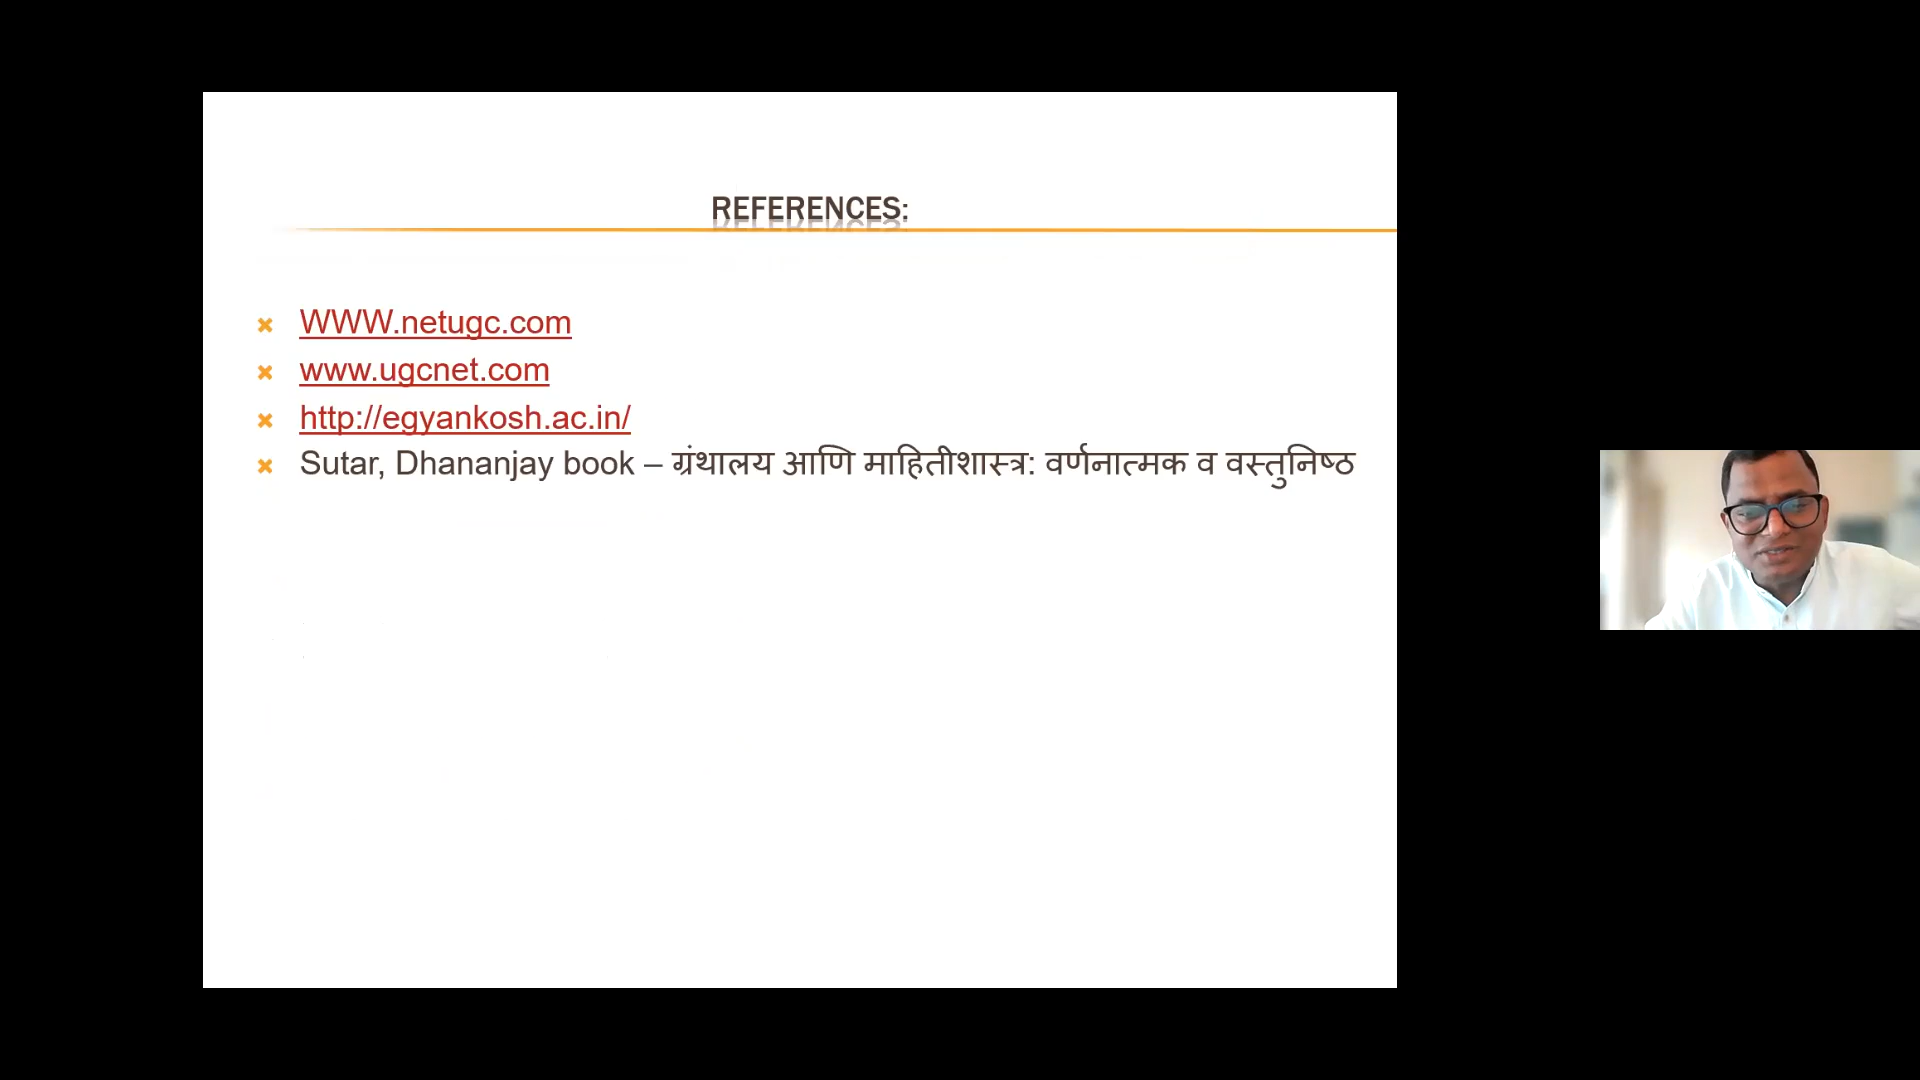 REFERENCES:
WWW.netugc.com
www.ugcnet.com
http://egyankosh.ac.in/
Sutar, Dhananjay book – ग्रंथालय आणि माहितीशास्त्र: वर्णनात्मक व वस्तुनिष्ठ